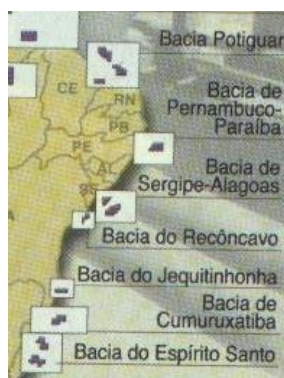 Bacia Potiguar
CE
RN
Bacia de
Pernambuco-
Paraíba
PB
PE
AL
Bacia de
Sergipe-Alagoas
SE
Bacia do Recôncavo
Bacia do Jequitinhonha
Bacia de
Cumuruxatiba
Bacia do Espírito Santo